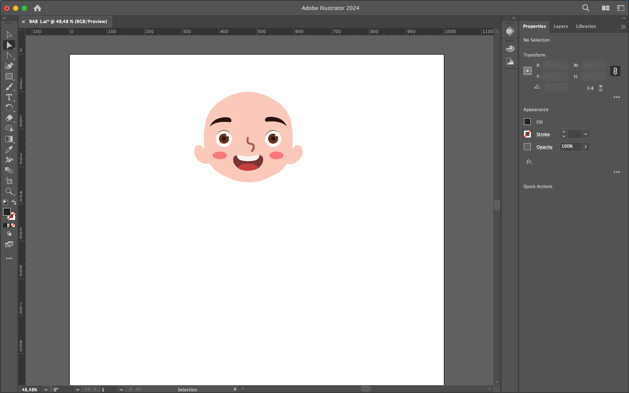 Adobe Illustrator 2024
× BAB 1.ai* @ 48,48 % (RGB/Preview)
100 0 100 200 300 400 500 600 700 800 900 1000 1100
Properties Layers Libraries
No Selection
Transform
X: W:
Y:
Appearance
Fill
Stroke
Opacity 100%
fx.
Quick Actions
48,48% 0° 1 Selection